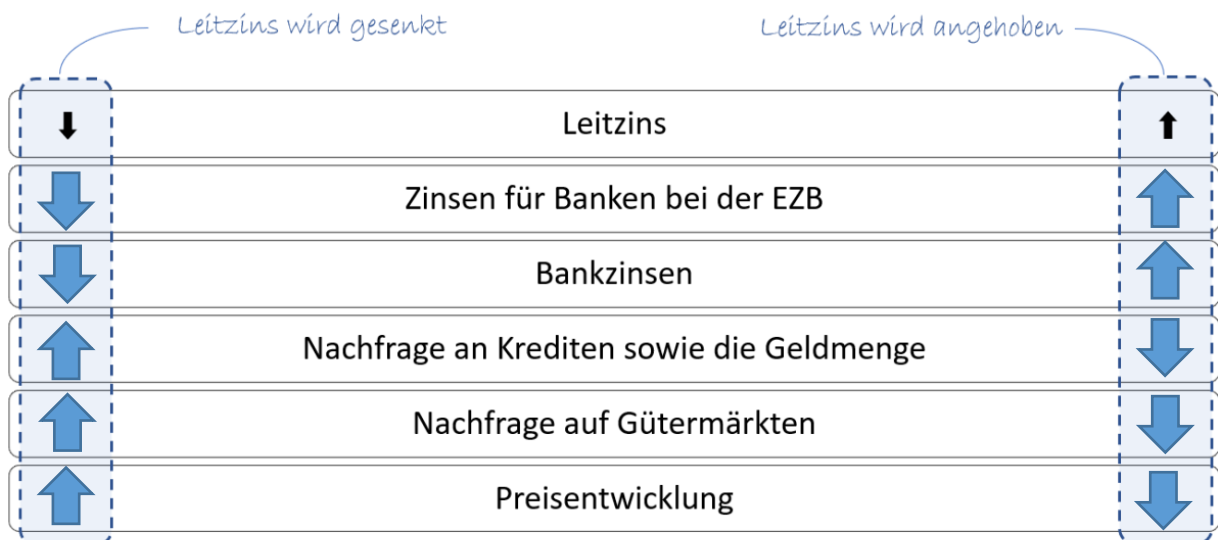 Leitzins wird gesenkt
Leitzins wird angehoben
Leitzins
Zinsen für Banken bei der EZB
Bankzinsen
Nachfrage an Krediten sowie die Geldmenge
Nachfrage auf Gütermärkten
Preisentwicklung